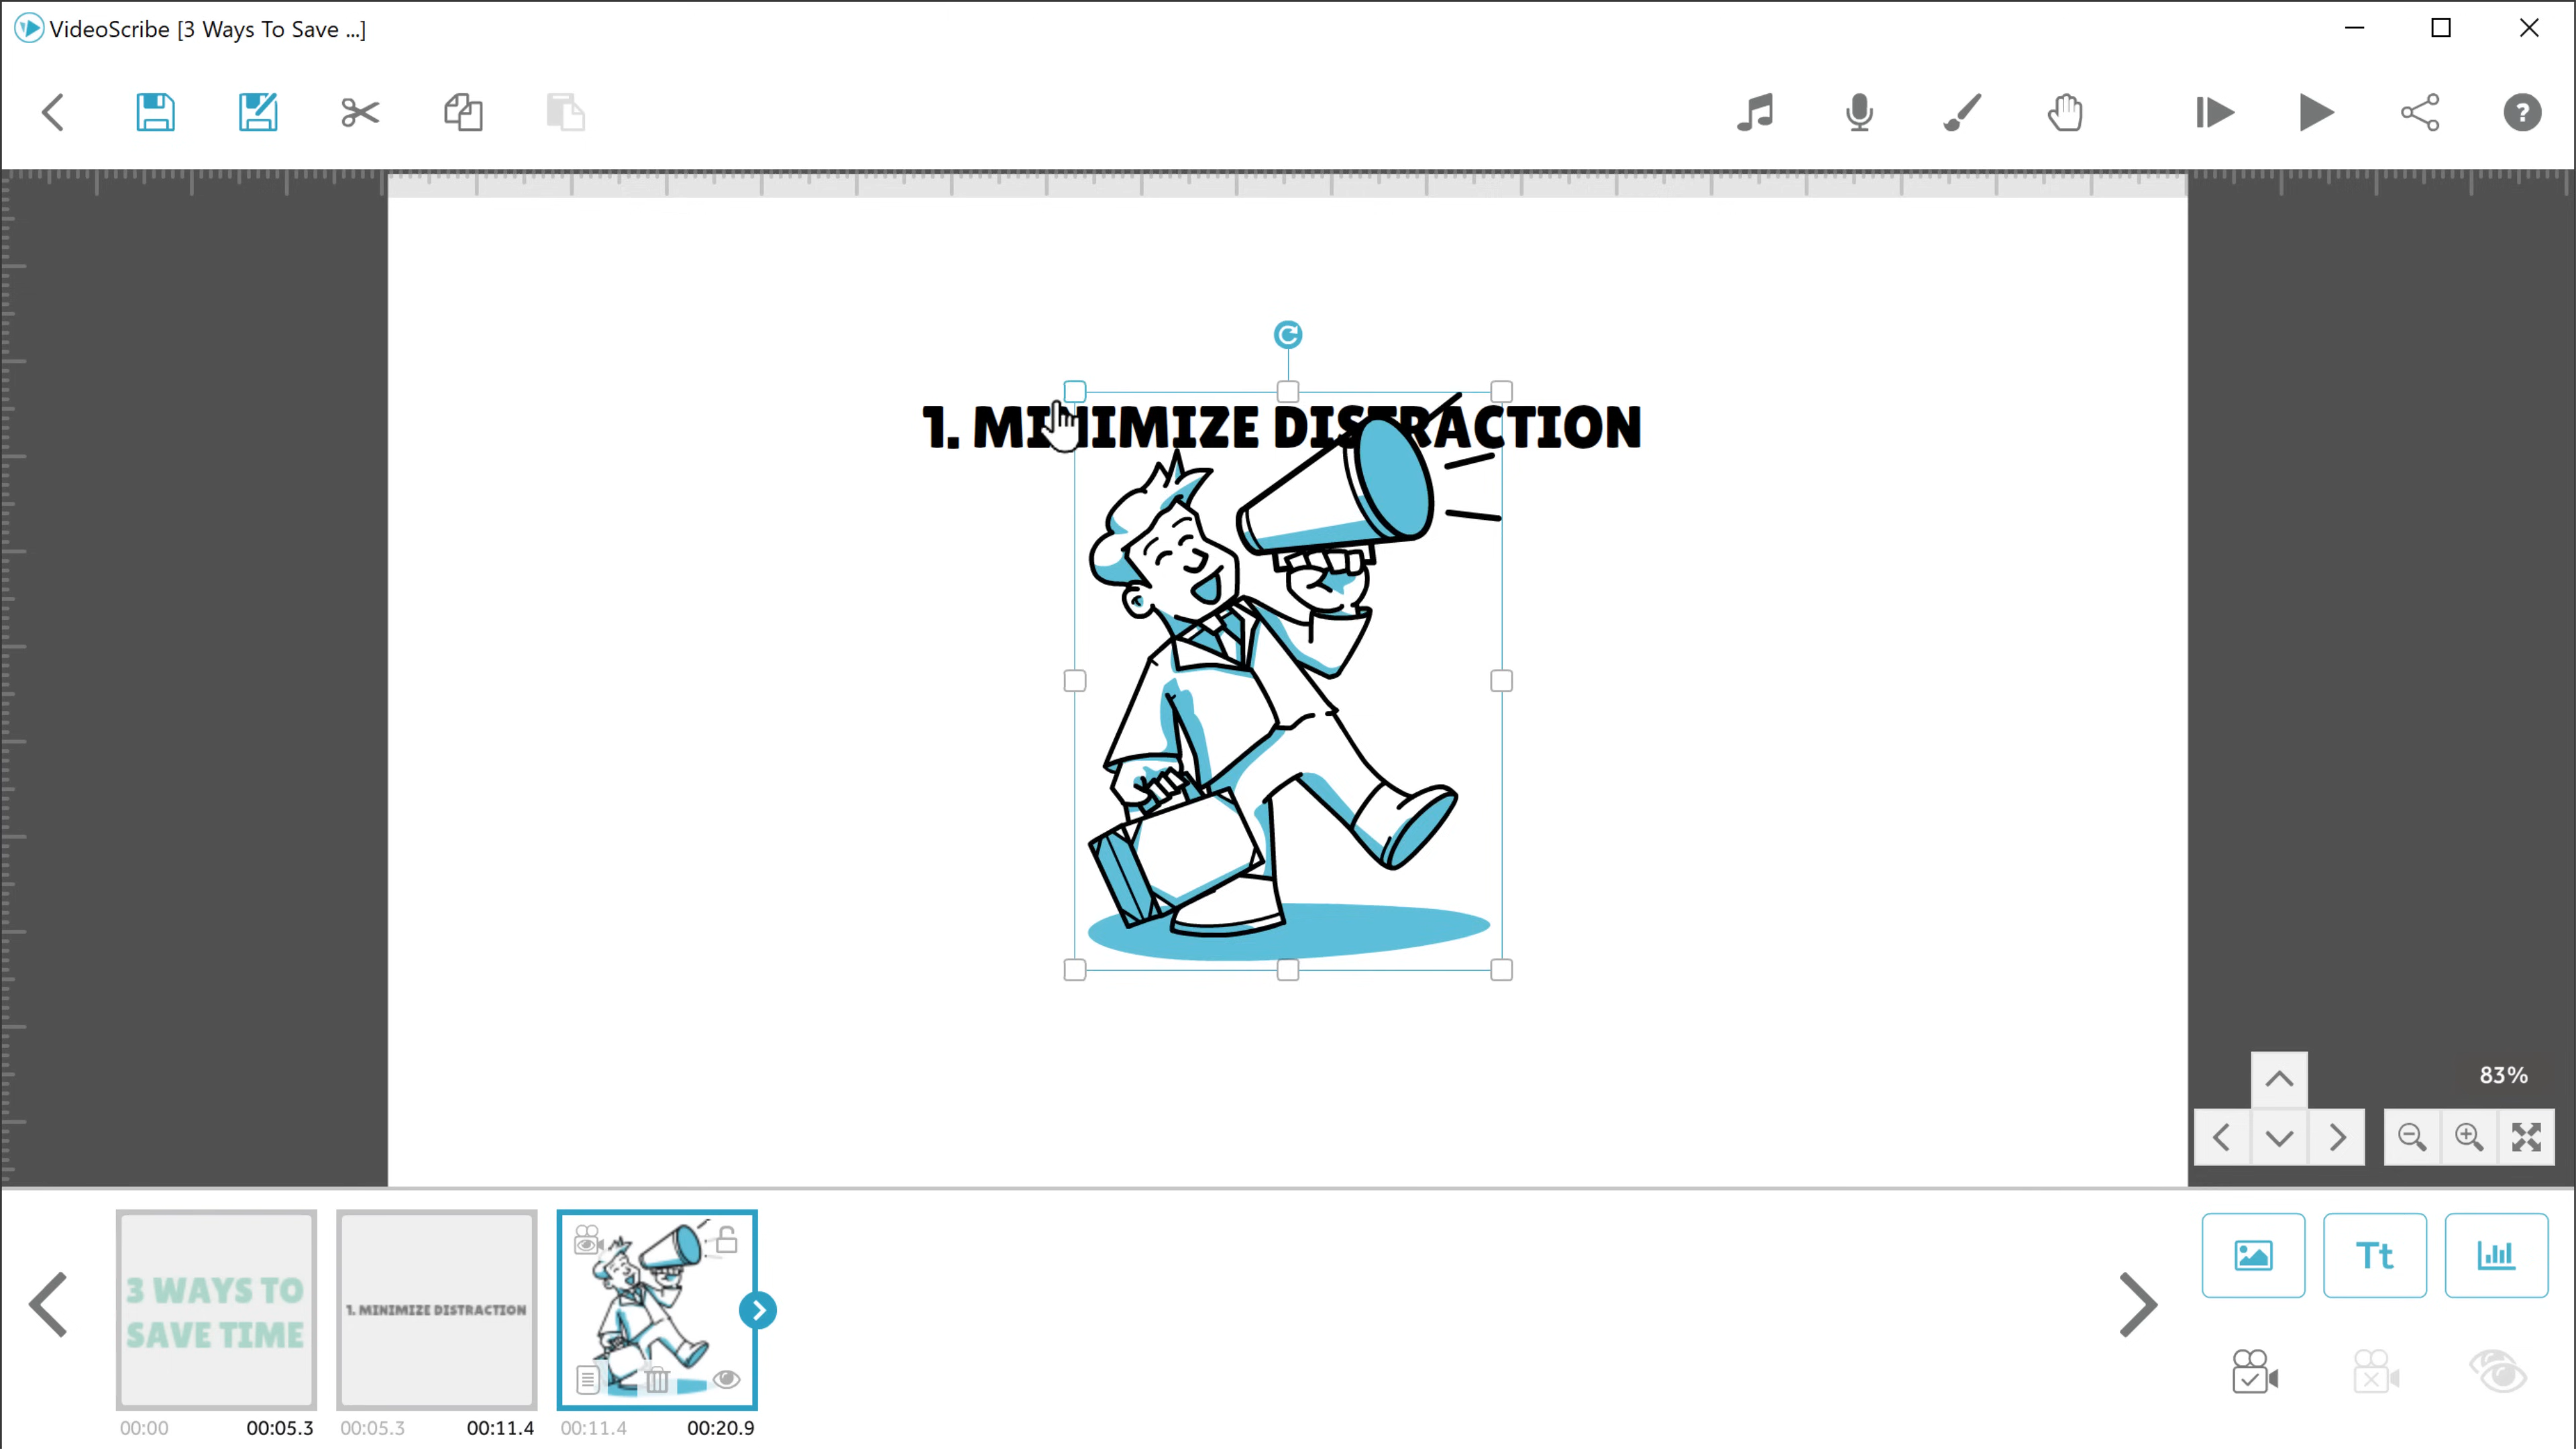 VideoScribe [3 Ways To Save ...]
1. MINIMIZE DISTRACTION
83%
3 WAYS TO
SAVE TIME
1. MINIMIZE DISTRACTION
Tt
00:00 00:05.3 00:05.3 00:11.4 00:11.4 00:20.9